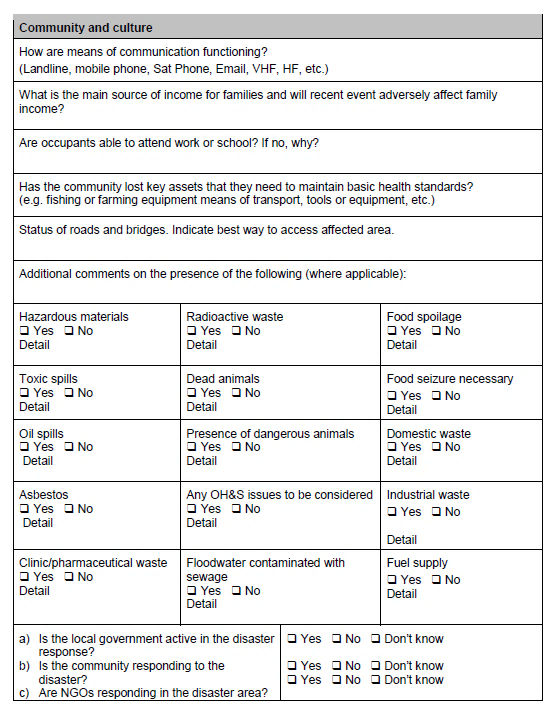 Community and culture
How are means of communication functioning?
(Landline, mobile phone, Sat Phone, Email, VHF, HF, etc.)
What is the main source of income for families and will recent event adversely affect family
income?
Are occupants able to attend work or school? If no, why?
Has the community lost key assets that they need to maintain basic health standards?
(e.g. fishing or farming equipment means of transport, tools or equipment, etc.)
Status of roads and bridges. Indicate best way to access affected area.
Additional comments on the presence of the following (where applicable):
Hazardous materials
❑ Yes ❑ No
Detail
Radioactive waste
❑ Yes ❑ No
Detail
Food spoilage
❑ Yes ❑ No
Detail
Toxic spills
❑ Yes ❑ No
Detail
Dead animals
❑ Yes ❑ No
Detail
Food seizure necessary
❑ Yes ❑ No
Detail
Oil spills
❑ Yes ❑ No
Detail
Presence of dangerous animals
❑ Yes ❑ No
Detail
Domestic waste
❑ Yes ❑ No
Detail
Asbestos
❑ Yes ❑ No
Detail
Any OH&S issues to be considered
❑ Yes ❑ No
Detail
Industrial waste
❑ Yes ❑ No
Detail
Clinic/pharmaceutical waste
❑ Yes ❑ No
Detail
Floodwater contaminated with
sewage
❑ Yes ❑ No
Detail
Fuel supply
❑ Yes ❑ No
Detail
a) Is the local government active in the disaster
response?
b) Is the community responding to the
disaster?
c) Are NGOs responding in the disaster area?
❑ Yes ❑ No ❑ Don't know
❑ Yes ❑ No ❑ Don't know
❑ Yes ❑ No ❑ Don't know